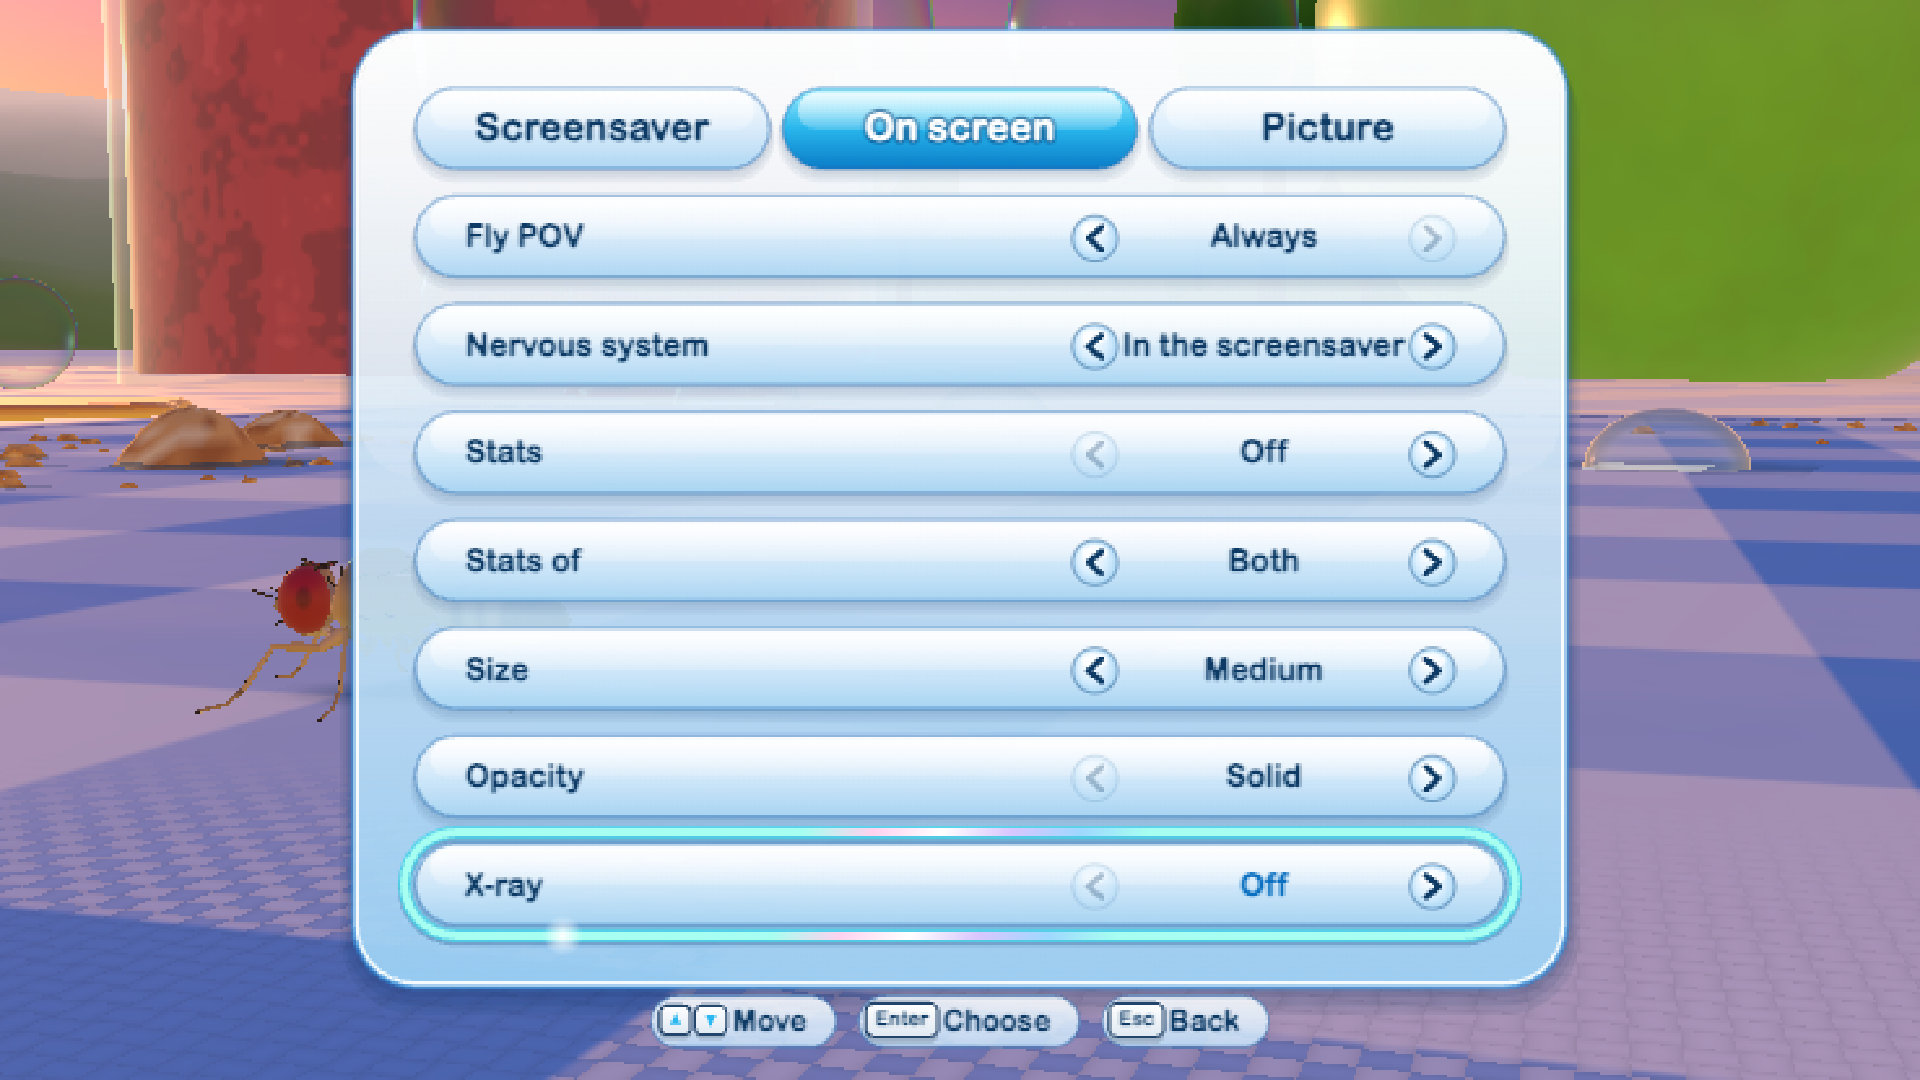 Screensaver On screen Picture
Fly POV Always
Nervous system In the screensaver
Stats Off
Stats of Both
Size Medium
Opacity Solid
X-ray Off
Move Enter Choose Esc Back